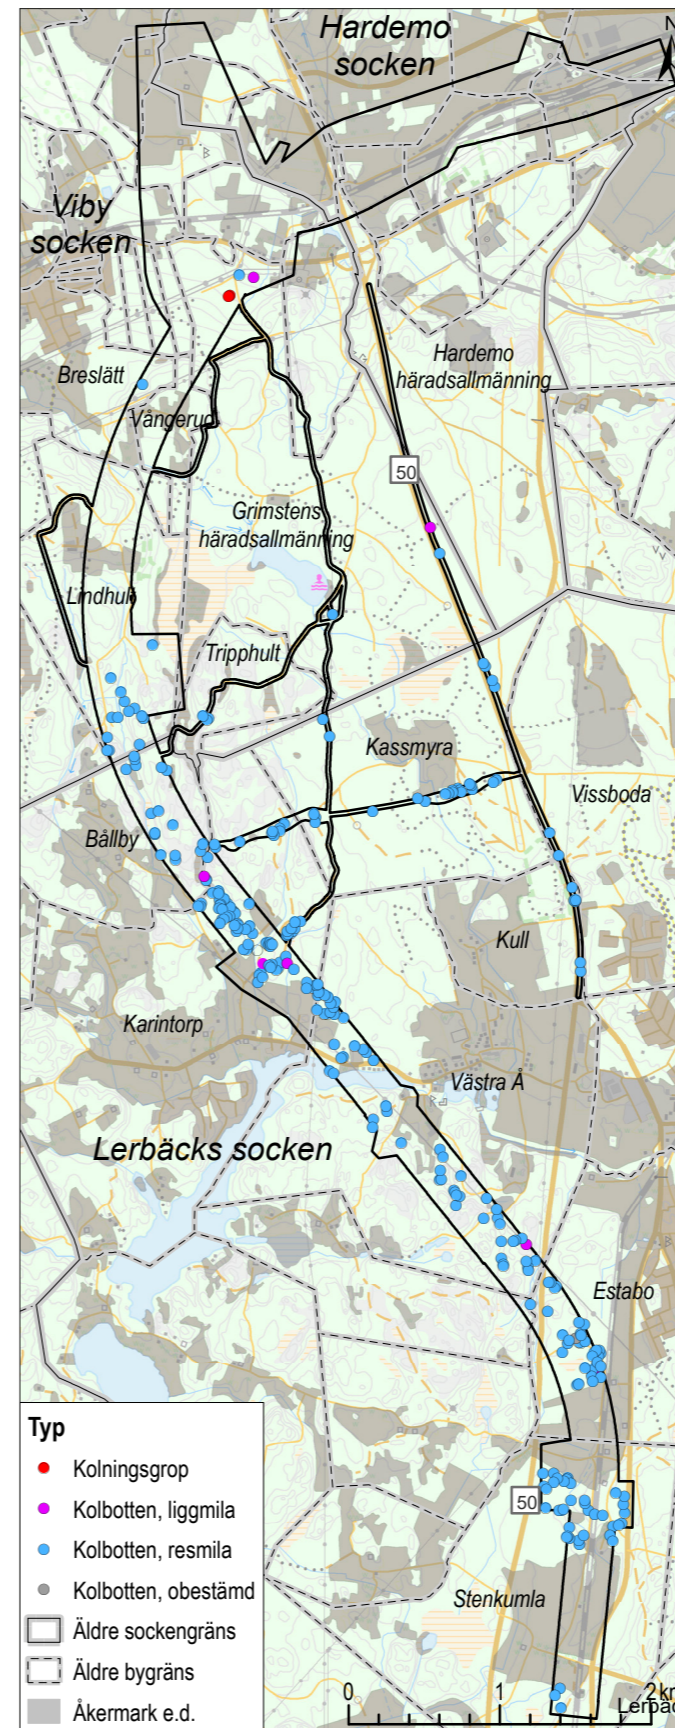 Hardemo
socken
N
Viby
socken
Hardemo
häradsallmänning
Breslätt
Vångerud
50
Grimstens
häradsallmänning
Lindhult
Tripphult
Kassmyra
Vissboda
Bållby
Kull
Karintorp
Västra Å
Lerbäcks socken
Estabo
Typ
Kolningsgrop
Kolbotten, liggmila
50
Kolbotten, resmila
Kolbotten, obestämd
Stenkumla
Äldre sockengräns
Äldre bygräns
0 1 2 km
Åkermark e.d.
Lerbäc